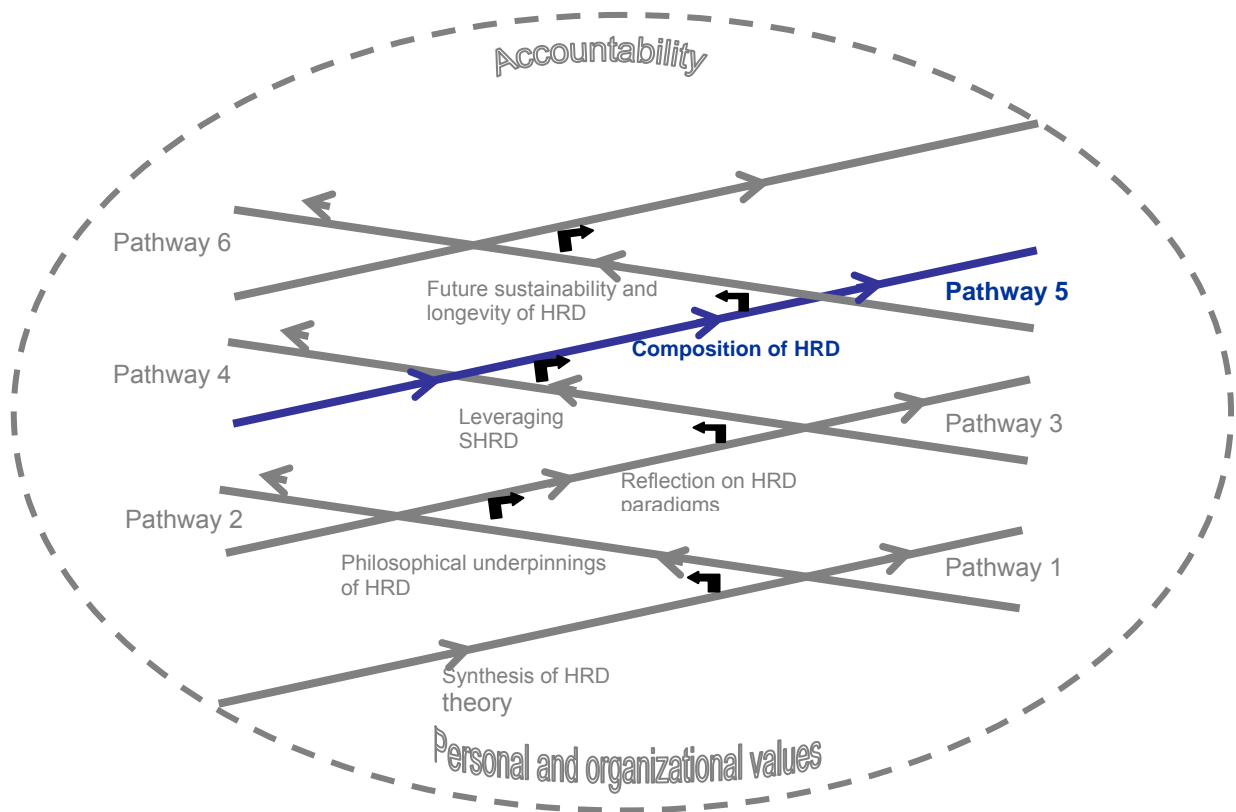 Accountability
Pathway 6
Future sustainability and
longevity of HRD
Pathway 5
Composition of HRD
Pathway 4
Leveraging
SHRD
Pathway 3
Reflection on HRD
paradigms
Pathway 2
Philosophical underpinnings
of HRD
Pathway 1
Synthesis of HRD
theory
Personal and organizational values